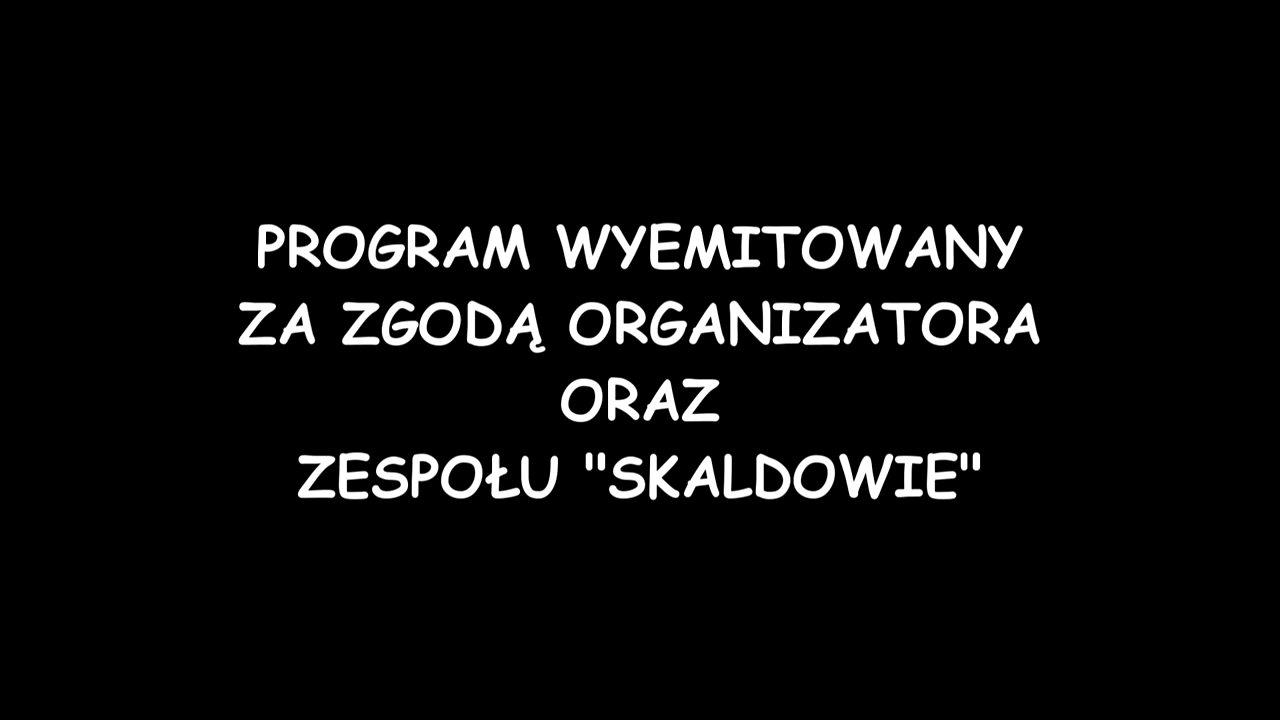 PROGRAM WYEMITOWANY
ZA ZGODĄ ORGANIZATORA
ORAZ
ZESPOŁU "SKALDOWIE"